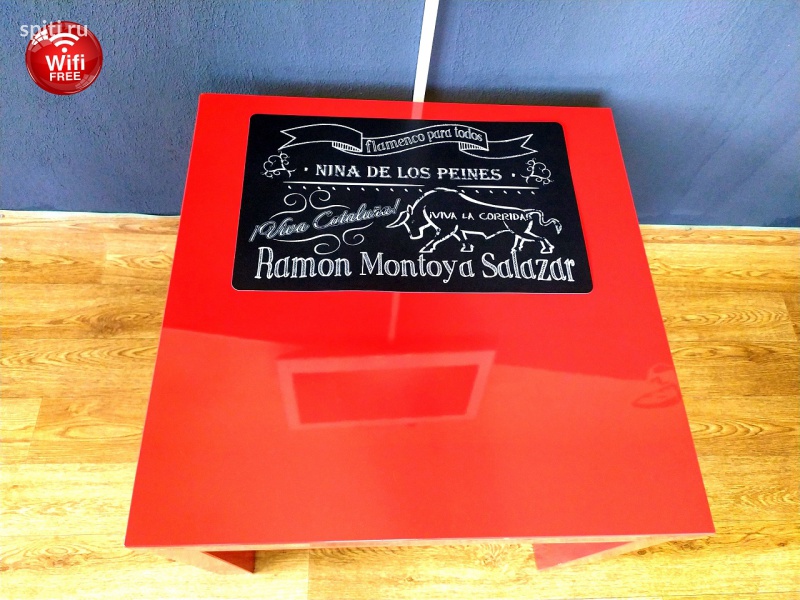 spiti.ru
Wifi
FREE
flamenco para todos
· NINA DE LOS PEINES ·
¡Viva Cataluña!
¡VIVA LA CORRIDA!
Ramon Montoya Salazar